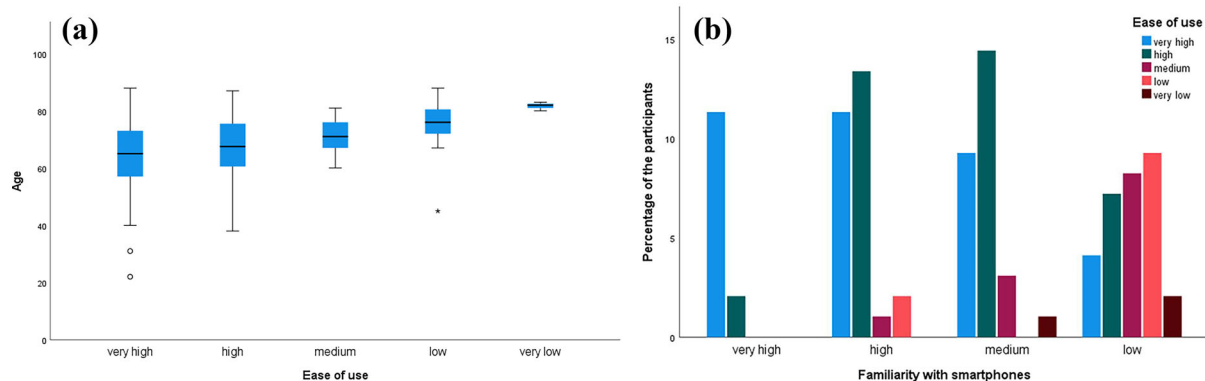 (a)
Age
100
80
60
40
20
0
very high
high
medium
low
very low
Ease of use
(b)
Percentage of the participants
15
10
5
0
very high
high
medium
low
Familiarity with smartphones
Ease of use
very high
high
medium
low
very low